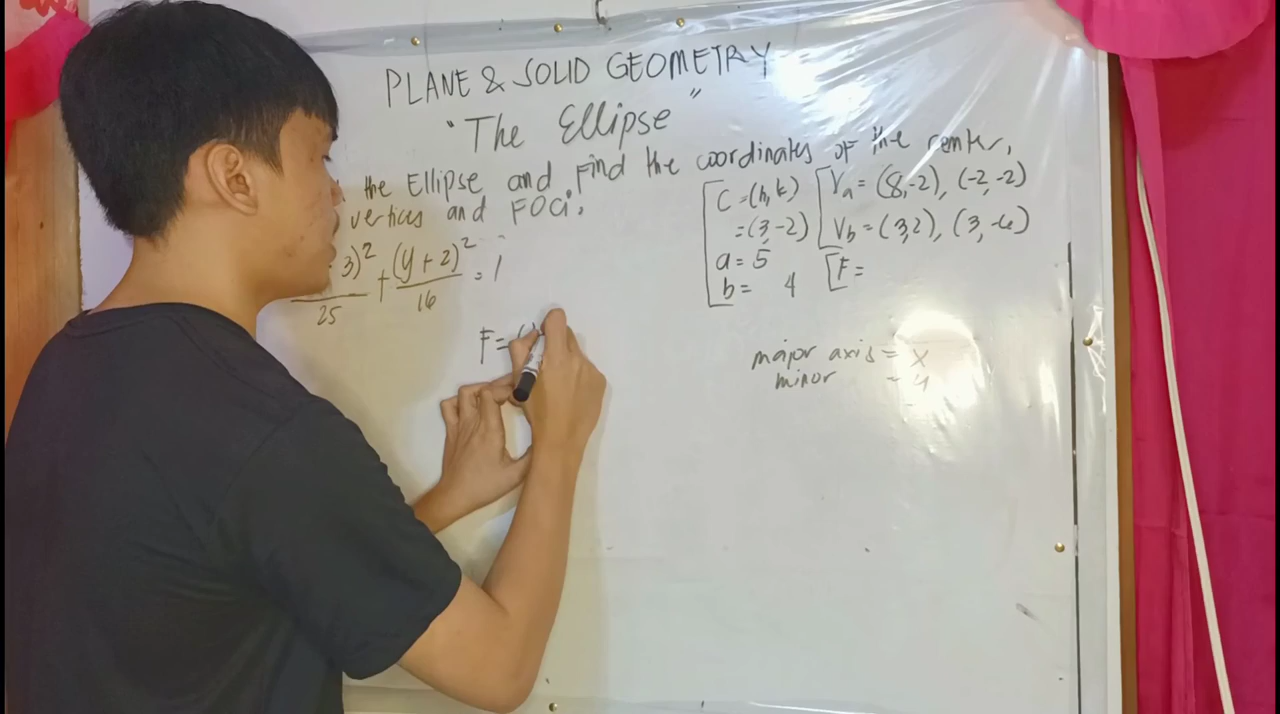 PLANE & SOLID GEOMETRY
"The Ellipse"
the Ellipse and Find the coordinates of the center,
vertices and FOCi.
3)² + (y + 2)² = 1
25 16
F = (
C = (h, k)
= (3, -2)
a = 5
b = 4
Va = (8, -2), (-2, -2)
Vb = (3, 2), (3, -6)
F =
major axis = x
minor = y